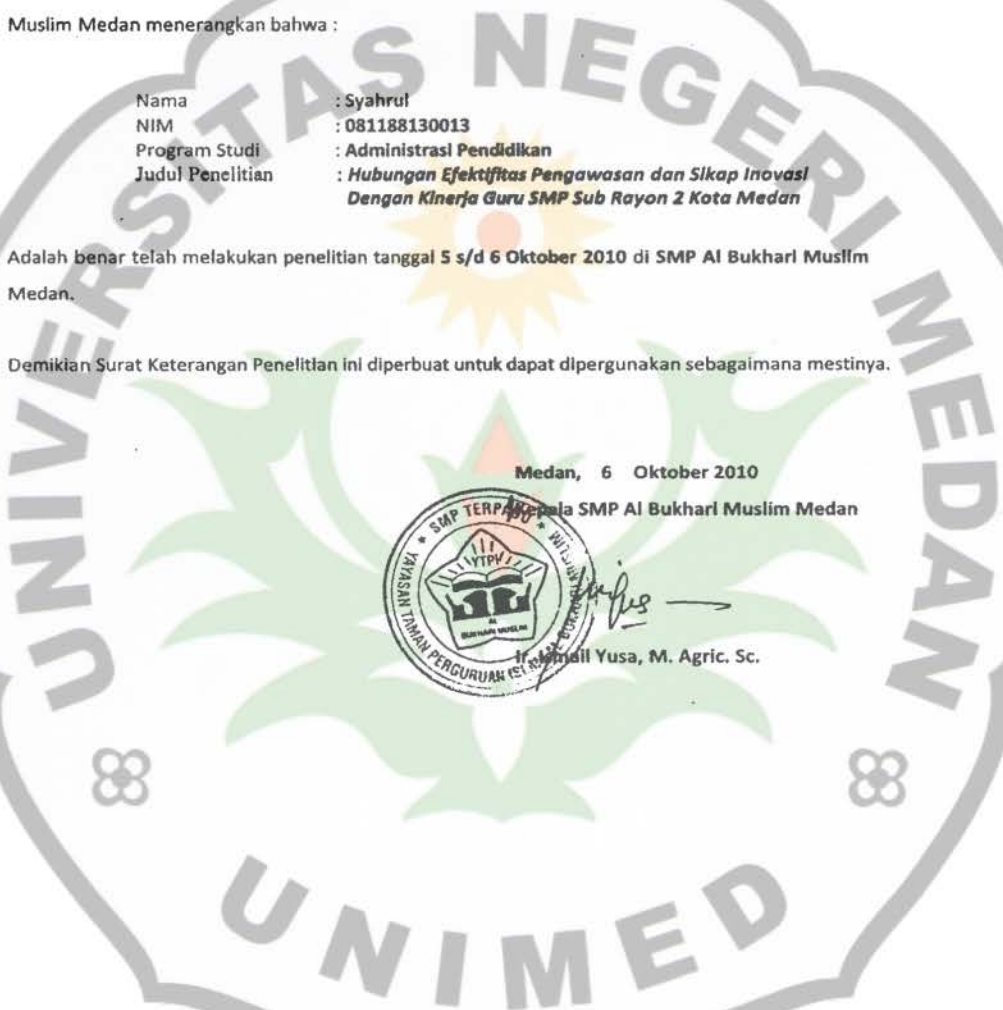 Muslim Medan menerangkan bahwa :
Nama : Syahrul
NIM : 081188130013
Program Studi : Administrasi Pendidikan
Judul Penelitian : Hubungan Efektifitas Pengawasan dan Sikap Inovasi
Dengan Kinerja Guru SMP Sub Rayon 2 Kota Medan
Adalah benar telah melakukan penelitian tanggal 5 s/d 6 Oktober 2010 di SMP Al Bukhari Muslim
Medan.
Demikian Surat Keterangan Penelitian ini diperbuat untuk dapat dipergunakan sebagaimana mestinya.
Medan, 6 Oktober 2010
Kepala SMP Al Bukhari Muslim Medan
SMP TERPADU
YAYASAN TAMAN PERGURUAN ISLAM
YTPI
AL
BUKHARI MUSLIM
Ir. Ismail Yusa, M. Agric. Sc.
UNIVERSITAS NEGERI MEDAN
UNIMED